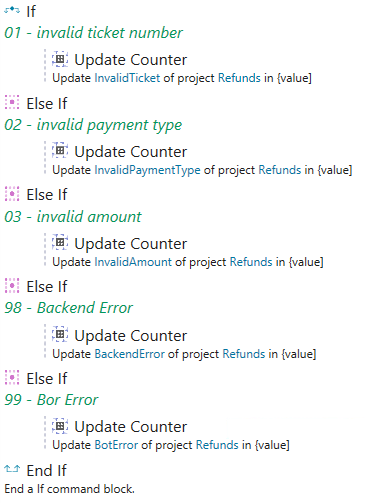 If
01 - invalid ticket number
Update Counter
Update InvalidTicket of project Refunds in {value}
Else If
02 - invalid payment type
Update Counter
Update InvalidPaymentType of project Refunds in {value}
Else If
03 - invalid amount
Update Counter
Update InvalidAmount of project Refunds in {value}
Else If
98 - Backend Error
Update Counter
Update BackendError of project Refunds in {value}
Else If
99 - Bor Error
Update Counter
Update BotError of project Refunds in {value}
End If
End a If command block.